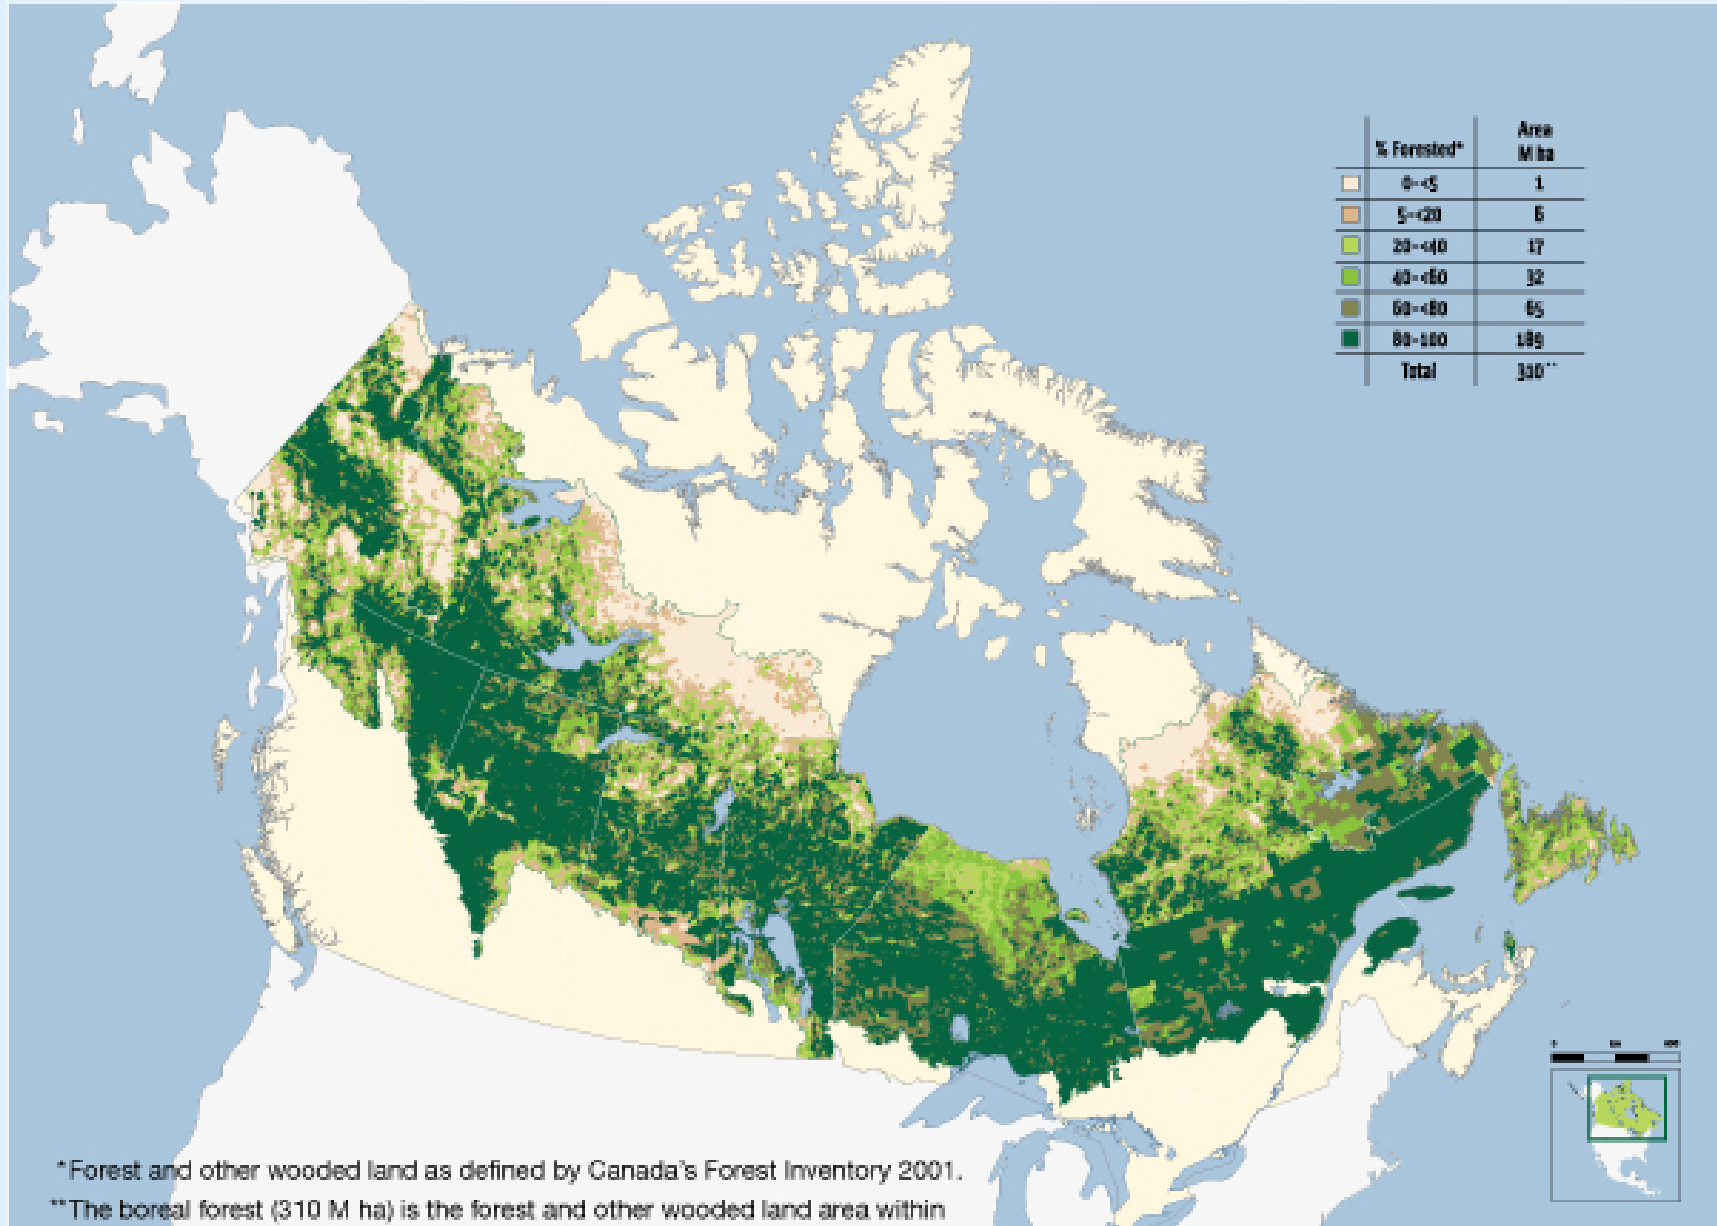 % Forested* Area M ha
0-<5 1
5-<20 6
20-<40 17
40-<60 32
60-<80 65
80-100 189
Total 310**
*Forest and other wooded land as defined by Canada's Forest Inventory 2001.
**The boreal forest (310 M ha) is the forest and other wooded land area within